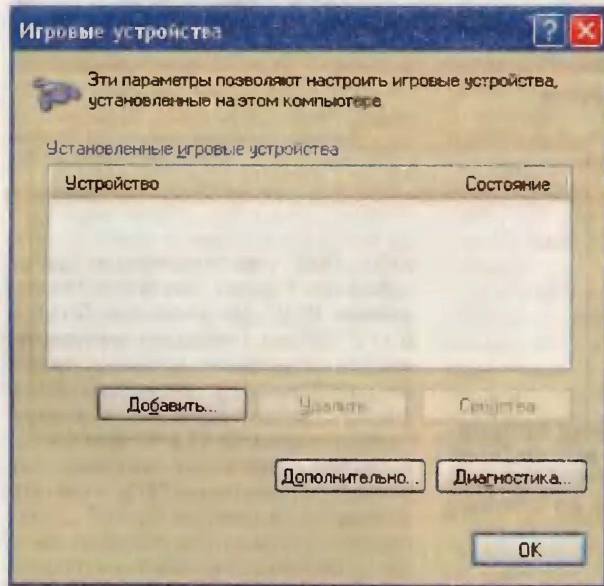 Игровые устройства
Эти параметры позволяют настроить игровые устройства,
установленные на этом компьютере
Установленные игровые устройства
Устройство Состояние
Добавить... Удалить Свойства
Дополнительно... Диагностика...
ОК